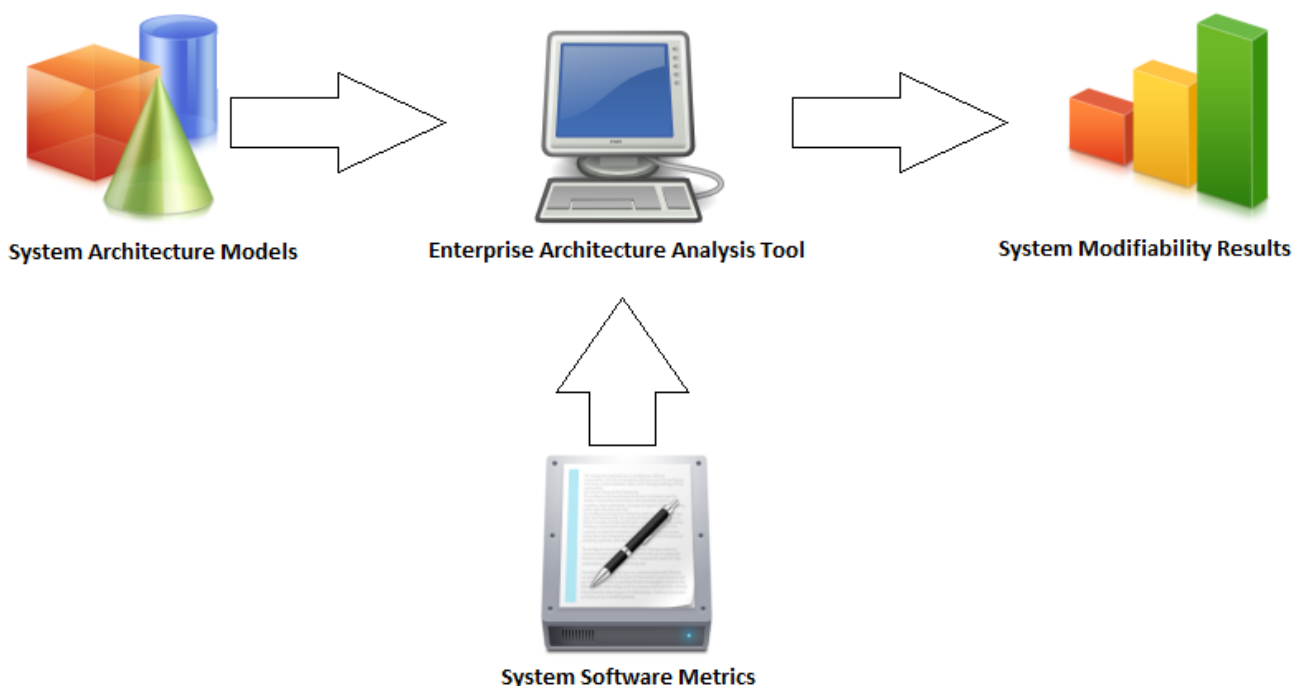 System Architecture Models
Enterprise Architecture Analysis Tool
System Modifiability Results
System Software Metrics